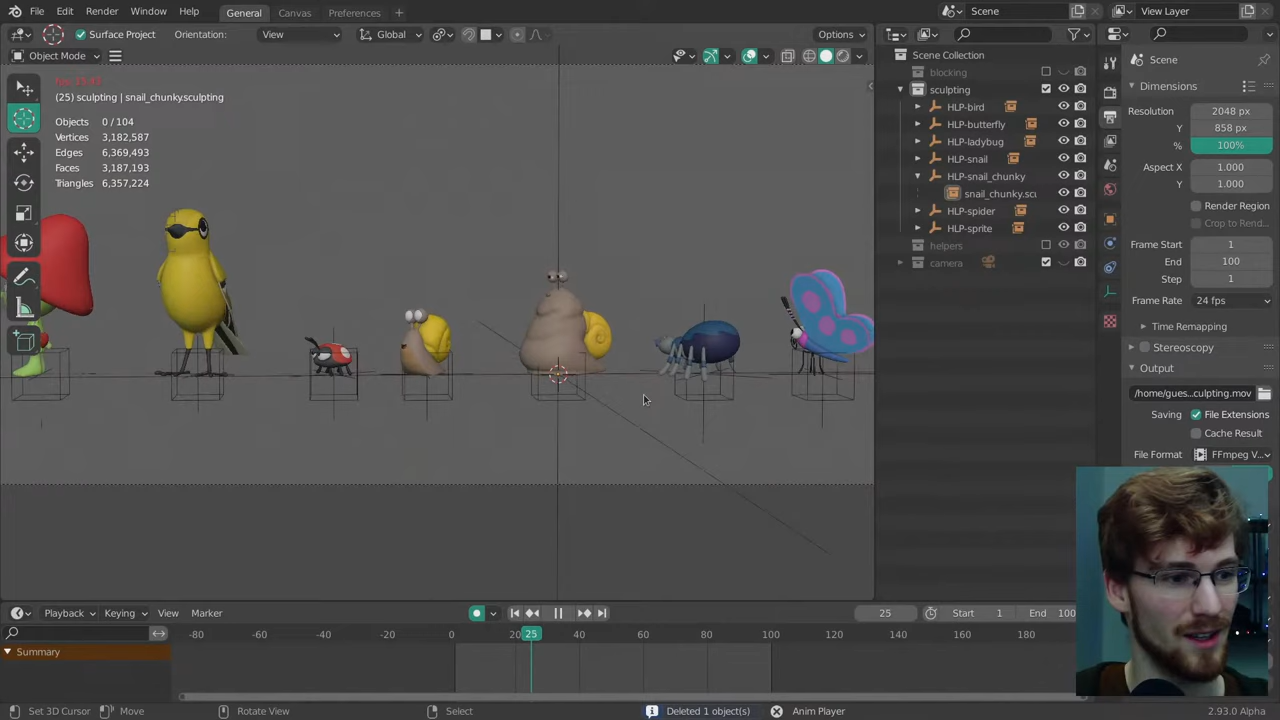 File Edit Render Window Help General Canvas Preferences + Scene View Layer
Surface Project Orientation: View Global Options
Object Mode
fps: 13.93
(25) sculpting | snail_chunky.sculpting
Objects 0 / 104
Vertices 3,182,587
Edges 6,369,493
Faces 3,187,193
Triangles 6,357,224
Scene Collection
blocking
sculpting
HLP-bird
HLP-butterfly
HLP-ladybug
HLP-snail
HLP-snail_chunky
snail_chunky.scu
HLP-spider
HLP-sprite
helpers
camera
Scene
Dimensions
Resolution 2048 px
Y 858 px
% 100%
Aspect X 1.000
Y 1.000
Render Region
Crop to Rend...
Frame Start 1
End 100
Step 1
Frame Rate 24 fps
Time Remapping
Stereoscopy
Output
/home/gues...culpting.mov
Saving File Extensions
Cache Result
File Format FFmpeg V...
Playback Keying View Marker 25 Start 1 End 100
-80 -60 -40 -20 0 20 25 40 60 80 100 120 140 160 180
Summary
Set 3D Cursor Move Rotate View Select Deleted 1 object(s) Anim Player 2.93.0 Alpha